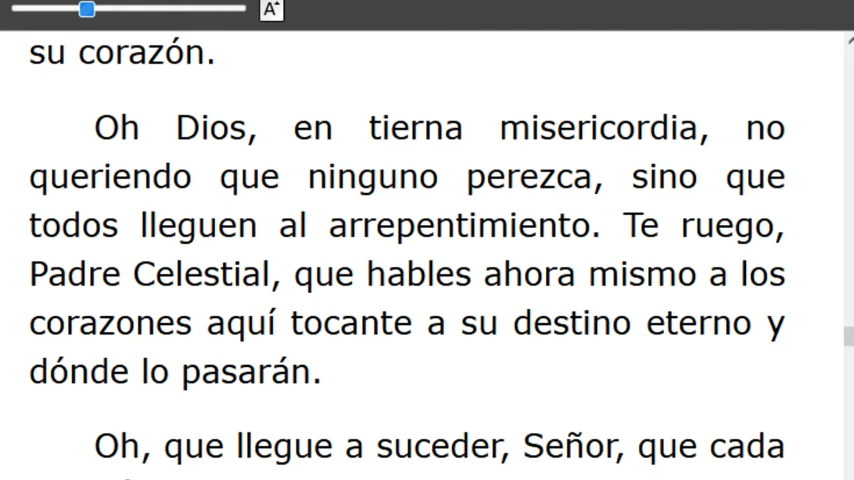 A
su corazón.
Oh Dios, en tierna misericordia, no
queriendo que ninguno perezca, sino que
todos lleguen al arrepentimiento. Te ruego,
Padre Celestial, que hables ahora mismo a los
corazones aquí tocante a su destino eterno y
dónde lo pasarán.
Oh, que llegue a suceder, Señor, que cada